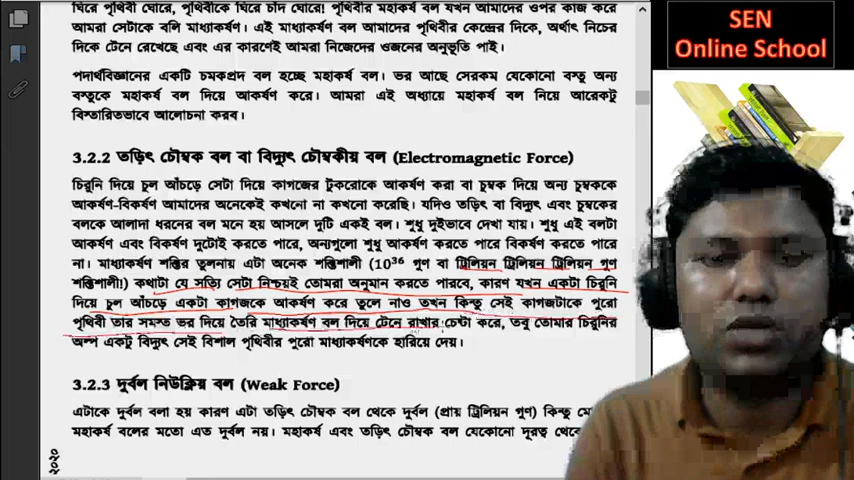 ঘিরে পৃথিবী ঘোরে, পৃথিবীকে ঘিরে চাঁদ ঘোরে! পৃথিবীর মহাকর্ষ বল যখন আমাদের ওপর কাজ করে
আমরা সেটাকে বলি মাধ্যাকর্ষণ। এই মাধ্যাকর্ষণ বল আমাদের পৃথিবীর কেন্দ্রের দিকে, অর্থাৎ নিচের
দিকে টেনে রেখেছে এবং এর কারণেই আমরা নিজেদের ওজনের অনুভূতি পাই।
পদার্থবিজ্ঞানের একটি চমকপ্রদ বল হচ্ছে মহাকর্ষ বল। ভর আছে সেরকম যেকোনো বস্তু অন্য
বস্তুকে মহাকর্ষ বল দিয়ে আকর্ষণ করে। আমরা এই অধ্যায়ে মহাকর্ষ বল নিয়ে আরেকটু
বিস্তারিতভাবে আলোচনা করব।
3.2.2 তড়িৎ চৌম্বক বল বা বিদ্যুৎ চৌম্বকীয় বল (Electromagnetic Force)
চিরুনি দিয়ে চুল আঁচড়ে সেটা দিয়ে কাগজের টুকরোকে আকর্ষণ করা বা চুম্বক দিয়ে অন্য চুম্বককে
আকর্ষণ-বিকর্ষণ আমাদের অনেকেই কখনো না কখনো করেছি। যদিও তড়িৎ বা বিদ্যুৎ এবং চুম্বকের
বলকে আলাদা ধরনের বল মনে হয় আসলে দুটি একই বল। শুধু দুইভাবে দেখা যায়। শুধু এই বলটা
আকর্ষণ এবং বিকর্ষণ দুটোই করতে পারে, অন্যগুলো শুধু আকর্ষণ করতে পারে বিকর্ষণ করতে পারে
না। মাধ্যাকর্ষণ শক্তির তুলনায় এটা অনেক শক্তিশালী (10³⁶ গুণ বা ট্রিলিয়ন ট্রিলিয়ন ট্রিলিয়ন গুণ
শক্তিশালী!) কথাটা যে সত্যি সেটা নিশ্চয়ই তোমরা অনুমান করতে পারবে, কারণ যখন একটা চিরুনি
দিয়ে চুল আঁচড়ে একটা কাগজকে আকর্ষণ করে তুলে নাও তখন কিন্তু সেই কাগজটাকে পুরো
পৃথিবী তার সমস্ত ভর দিয়ে তৈরি মাধ্যাকর্ষণ বল দিয়ে টেনে রাখার চেষ্টা করে, তবু তোমার চিরুনির
অল্প একটু বিদ্যুৎ সেই বিশাল পৃথিবীর পুরো মাধ্যাকর্ষণকে হারিয়ে দেয়।
3.2.3 দুর্বল নিউক্লিয় বল (Weak Force)
এটাকে দুর্বল বলা হয় কারণ এটা তড়িৎ চৌম্বক বল থেকে দুর্বল (প্রায় ট্রিলিয়ন গুণ) কিন্তু
মহাকর্ষ বলের মতো এত দুর্বল নয়। মহাকর্ষ এবং তড়িৎ চৌম্বক বল যেকোনো দূরত্ব থেকে
২০২০
SEN
Online School